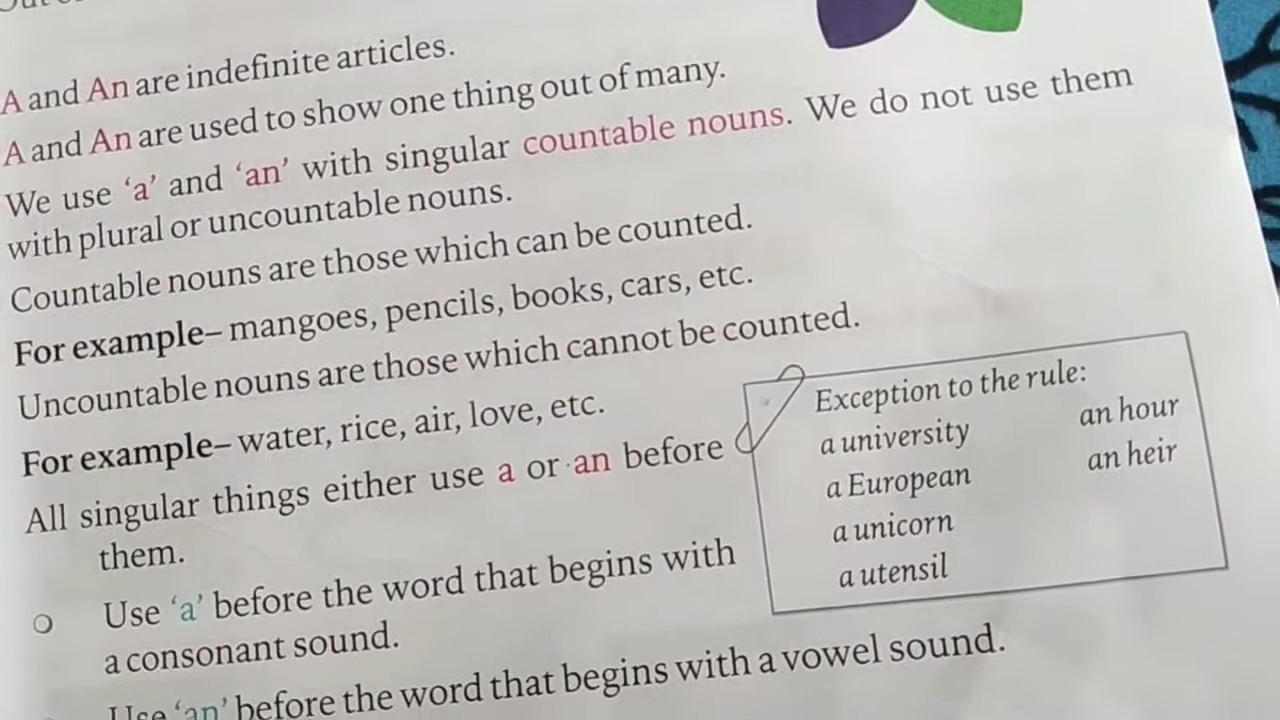 A and An are indefinite articles.
A and An are used to show one thing out of many.
We use ‘a’ and ‘an’ with singular countable nouns. We do not use them
with plural or uncountable nouns.
Countable nouns are those which can be counted.
For example– mangoes, pencils, books, cars, etc.
Uncountable nouns are those which cannot be counted.
For example– water, rice, air, love, etc.
All singular things either use a or an before
them.
Use ‘a’ before the word that begins with
a consonant sound.
Use ‘an’ before the word that begins with a vowel sound.
Exception to the rule:
a university an hour
a European an heir
a unicorn
a utensil